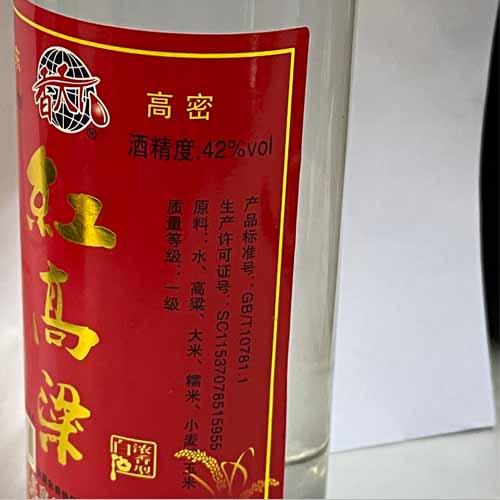 高密
酒精度:42%vol
红高粱
产品标准号：GB/T10781.1
生产许可证号：SC11537078515955
原料：水、高粱、大米、糯米、小麦、玉米
质量等级：一级
浓香型
白酒
®